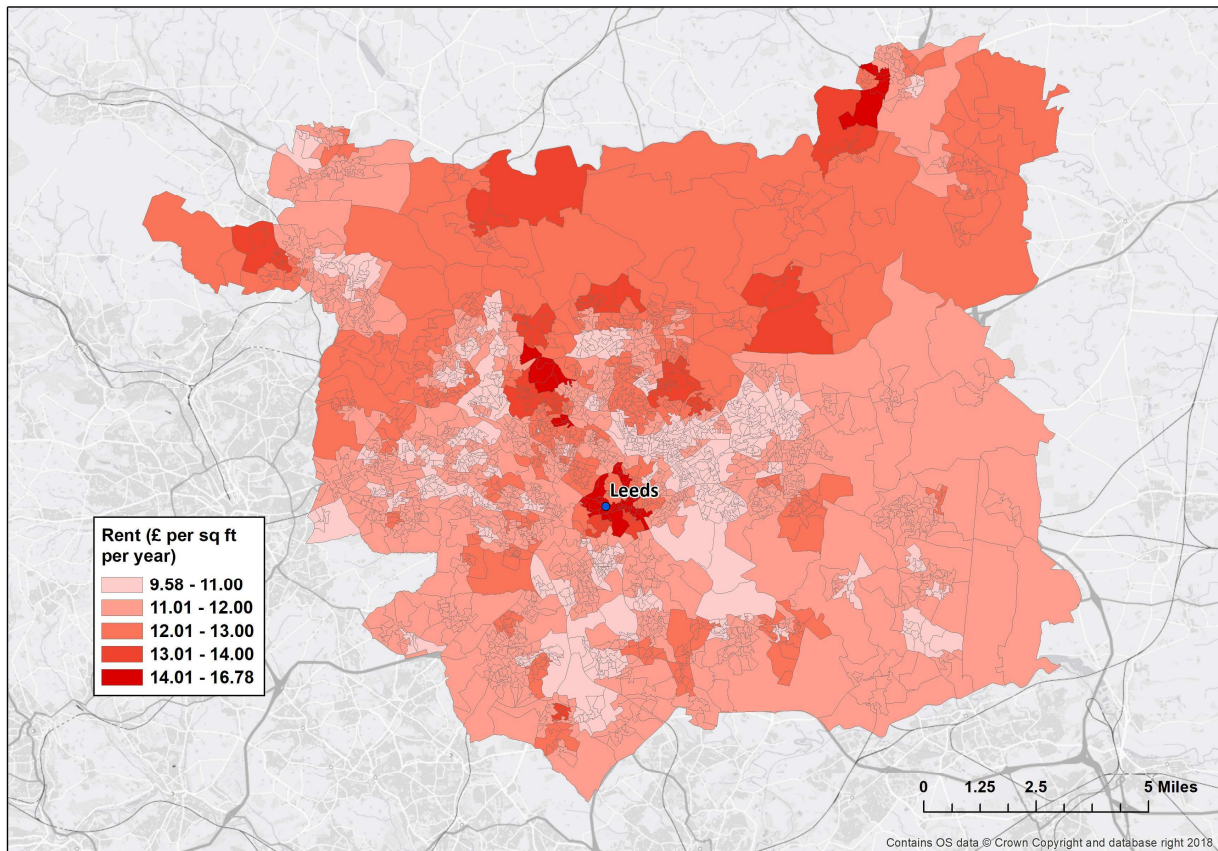 Leeds
Rent (£ per sq ft
per year)
9.58 - 11.00
11.01 - 12.00
12.01 - 13.00
13.01 - 14.00
14.01 - 16.78
0 1.25 2.5 5 Miles
Contains OS data © Crown Copyright and database right 2018